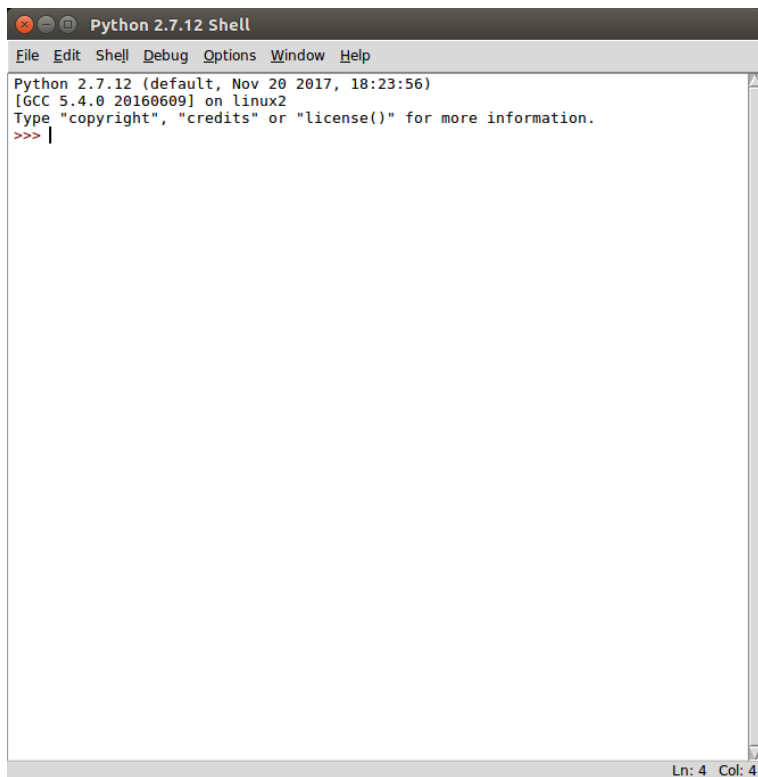 Python 2.7.12 Shell
File Edit Shell Debug Options Window Help
Python 2.7.12 (default, Nov 20 2017, 18:23:56)
[GCC 5.4.0 20160609] on linux2
Type "copyright", "credits" or "license()" for more information.
>>>
Ln: 4 Col: 4